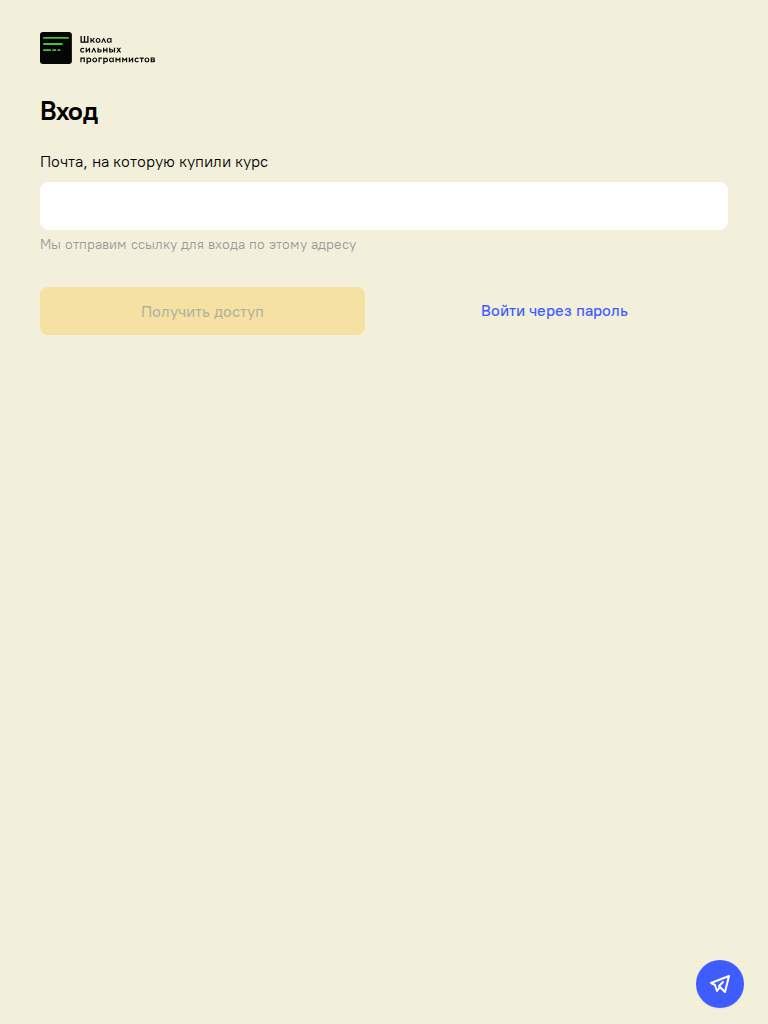 Школа
сильных
программистов
Вход
Почта, на которую купили курс
Мы отправим ссылку для входа по этому адресу
Получить доступ
Войти через пароль